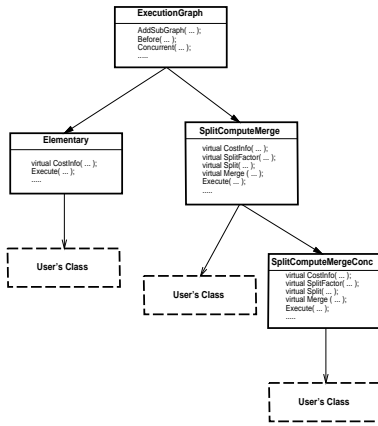 ExecutionGraph
AddSubGraph( ... );
Before( ... );
Concurrent( ... );
.....
Elementary
virtual CostInfo( ... );
Execute( ... );
.....
User's Class
SplitComputeMerge
virtual CostInfo( ... );
virtual SplitFactor( ... );
virtual Split( ... );
virtual Merge ( ... );
Execute( ... );
.....
User's Class
SplitComputeMergeConc
virtual CostInfo( ... );
virtual SplitFactor( ... );
virtual Split( ... );
virtual Merge ( ... );
Execute( ... );
.....
User's Class